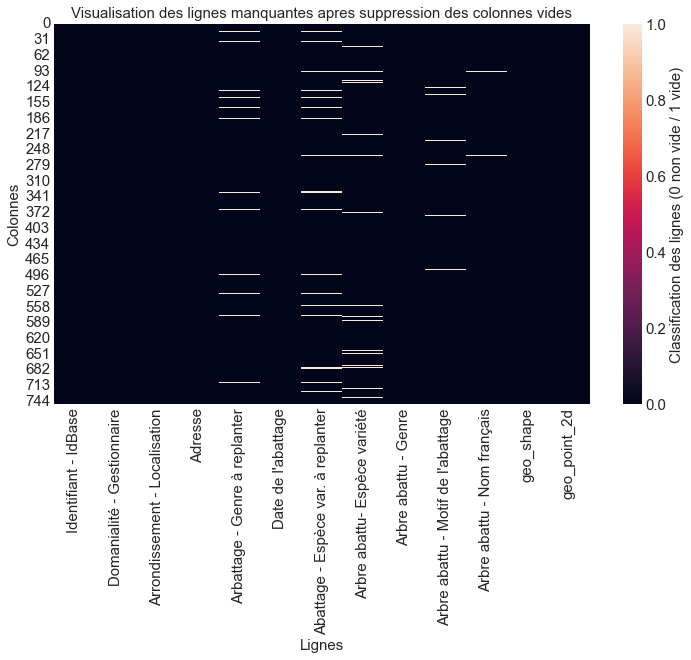 Visualisation des lignes manquantes apres suppression des colonnes vides
0
31
62
93
124
155
186
217
248
279
310
341
372
403
434
465
496
527
558
589
620
651
682
713
744
Colonnes
Identifiant - IdBase
Domanialité - Gestionnaire
Arrondissement - Localisation
Adresse
Arbattage - Genre à replanter
Date de l'abattage
Abattage - Espèce var. à replanter
Arbre abattu- Espèce variété
Arbre abattu - Genre
Arbre abattu - Motif de l'abattage
Arbre abattu - Nom français
geo_shape
geo_point_2d
Lignes
1.0
0.8
0.6
0.4
0.2
0.0
Classification des lignes (0 non vide / 1 vide)